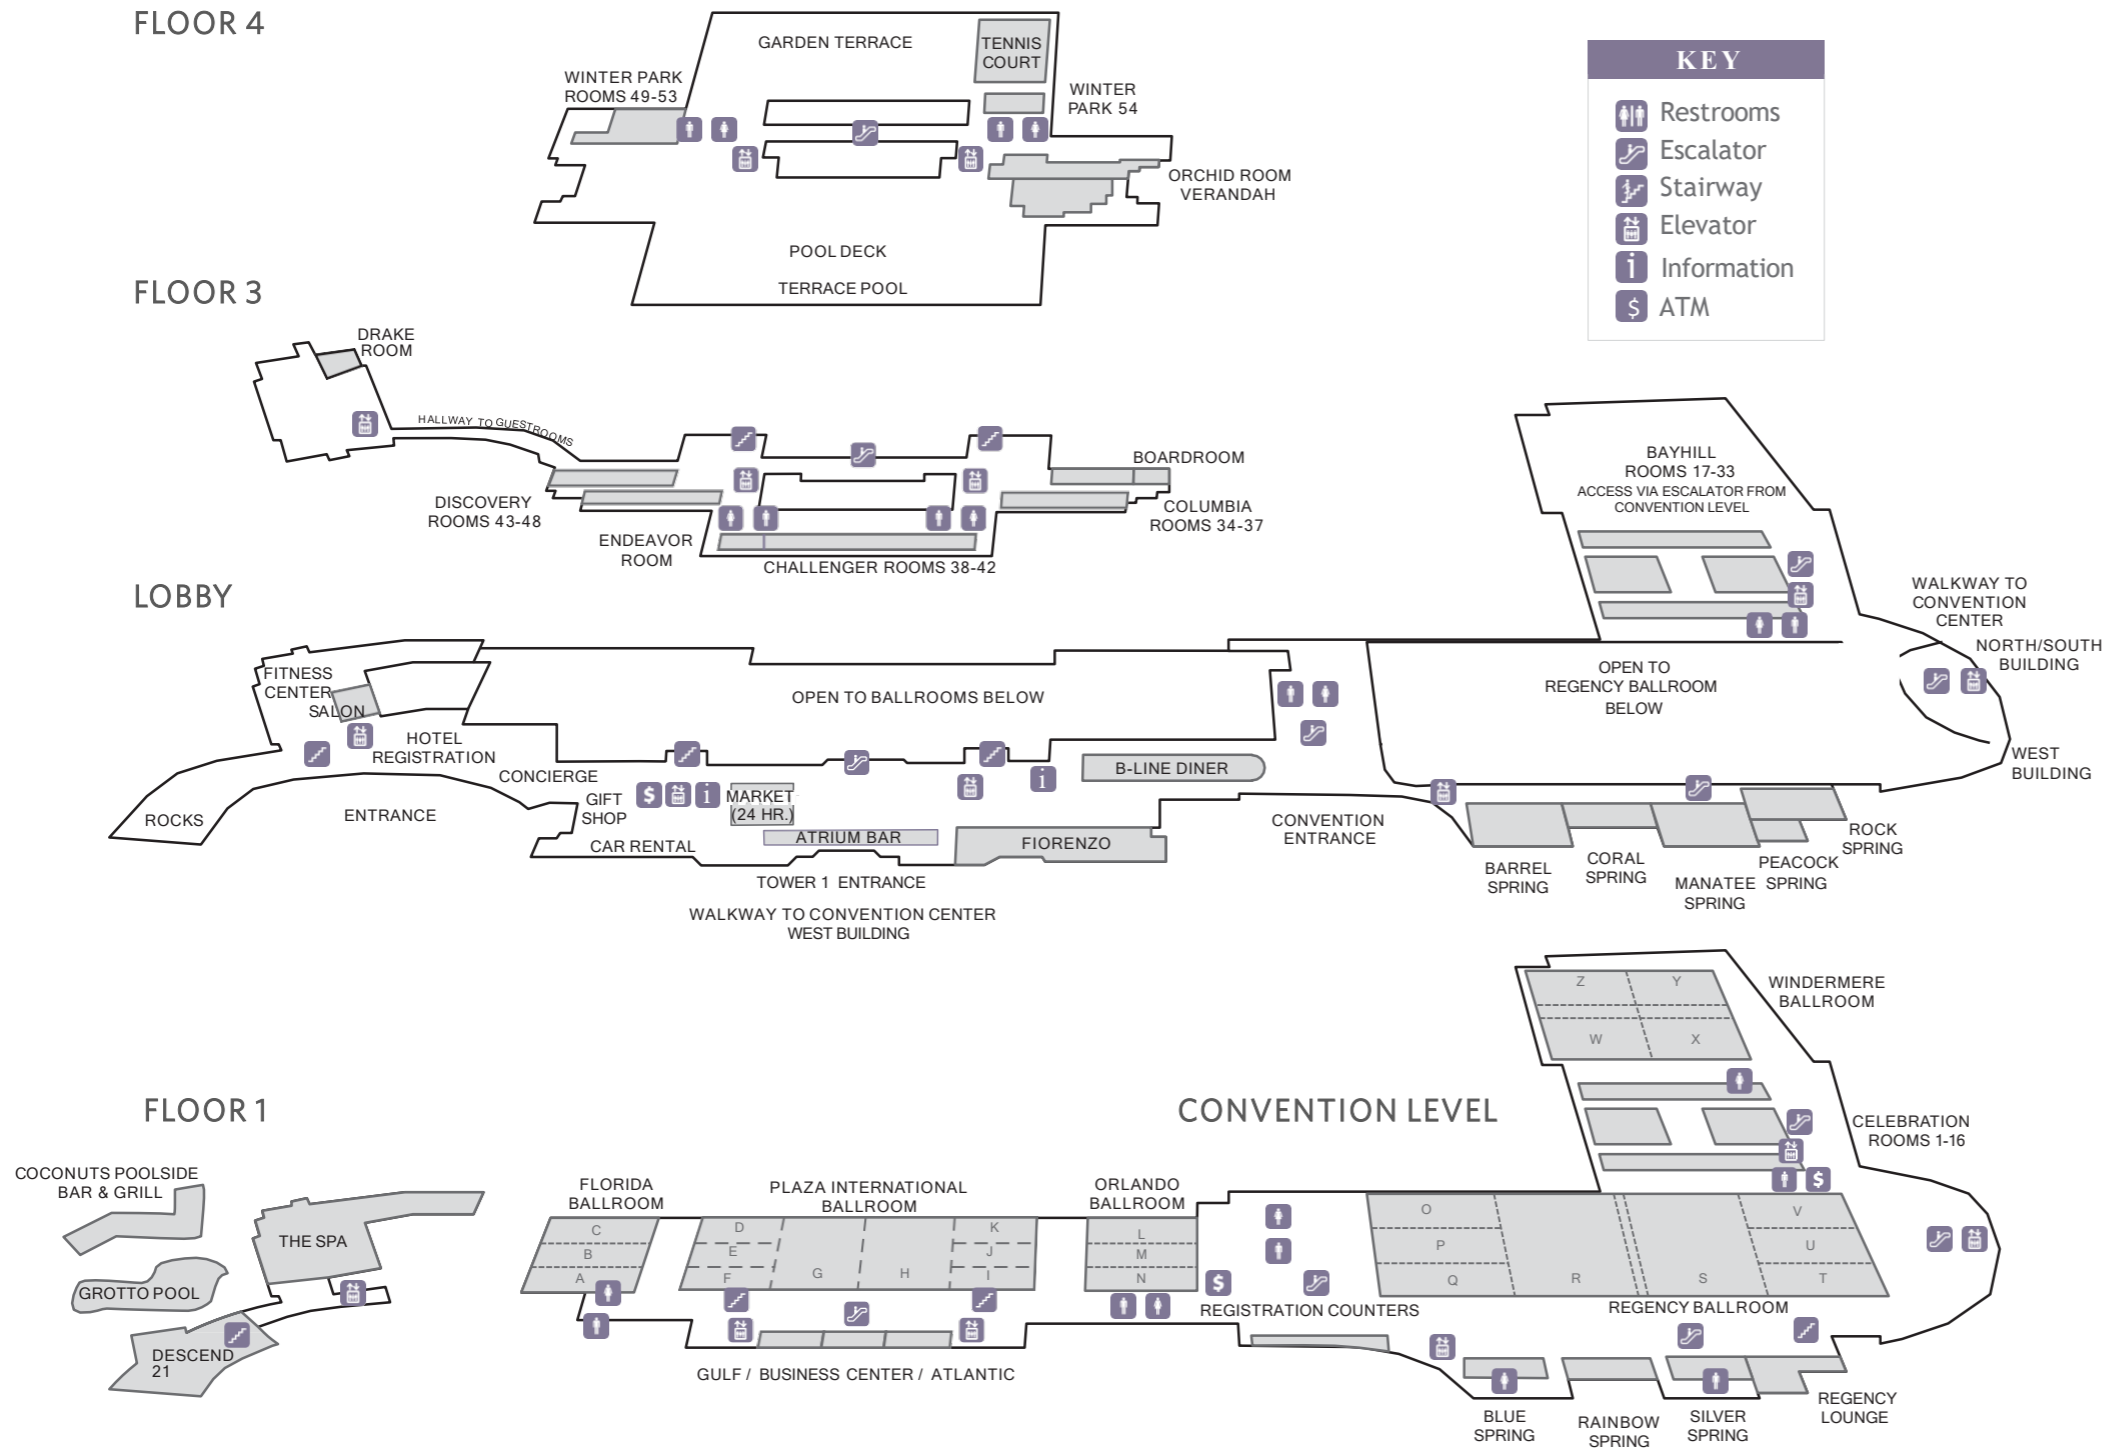 FLOOR 4
GARDEN TERRACE
TENNIS
COURT
WINTER PARK
ROOMS 49-53
WINTER
PARK 54
ORCHID ROOM
VERANDAH
POOL DECK
TERRACE POOL
KEY
Restrooms
Escalator
Stairway
Elevator
i Information
$ ATM
FLOOR 3
DRAKE
ROOM
HALLWAY TO GUESTROOMS
DISCOVERY
ROOMS 43-48
ENDEAVOR
ROOM
CHALLENGER ROOMS 38-42
BOARDROOM
COLUMBIA
ROOMS 34-37
BAYHILL
ROOMS 17-33
ACCESS VIA ESCALATOR FROM
CONVENTION LEVEL
LOBBY
FITNESS
CENTER
SALON
HOTEL
REGISTRATION
ROCKS
ENTRANCE
CONCIERGE
GIFT
SHOP
CAR RENTAL
$
i
MARKET
(24 HR.)
ATRIUM BAR
OPEN TO BALLROOMS BELOW
i
B-LINE DINER
FIORENZO
TOWER 1 ENTRANCE
WALKWAY TO CONVENTION CENTER
WEST BUILDING
CONVENTION
ENTRANCE
OPEN TO
REGENCY BALLROOM
BELOW
WALKWAY TO
CONVENTION
CENTER
NORTH/SOUTH
BUILDING
WEST
BUILDING
BARREL
SPRING
CORAL
SPRING
MANATEE
SPRING
PEACOCK
SPRING
ROCK
SPRING
FLOOR 1
CONVENTION LEVEL
COCONUTS POOLSIDE
BAR & GRILL
THE SPA
GROTTO POOL
DESCEND
21
FLORIDA
BALLROOM
C
B
A
PLAZA INTERNATIONAL
BALLROOM
D
E
F
G
H
K
J
I
GULF / BUSINESS CENTER / ATLANTIC
ORLANDO
BALLROOM
L
M
N
$
REGISTRATION COUNTERS
WINDERMERE
BALLROOM
Z
Y
W
X
CELEBRATION
ROOMS 1-16
$
O
P
Q
R
S
V
U
T
REGENCY BALLROOM
BLUE
SPRING
RAINBOW
SPRING
SILVER
SPRING
REGENCY
LOUNGE